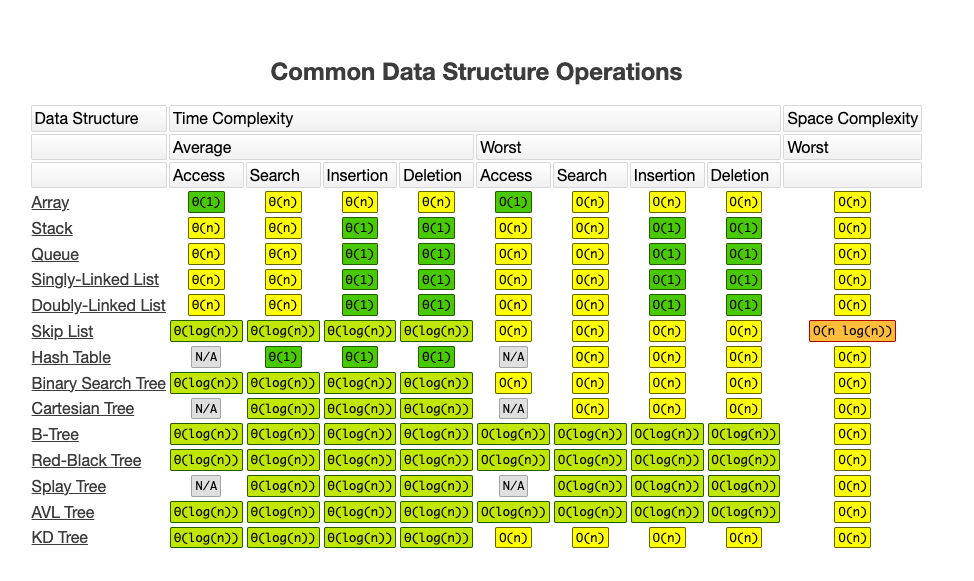 Common Data Structure Operations
Data Structure Time Complexity Space Complexity
Average Worst Worst
Access Search Insertion Deletion Access Search Insertion Deletion
Array Θ(1) Θ(n) Θ(n) Θ(n) O(1) O(n) O(n) O(n) O(n)
Stack Θ(n) Θ(n) Θ(1) Θ(1) O(n) O(n) O(1) O(1) O(n)
Queue Θ(n) Θ(n) Θ(1) Θ(1) O(n) O(n) O(1) O(1) O(n)
Singly-Linked List Θ(n) Θ(n) Θ(1) Θ(1) O(n) O(n) O(1) O(1) O(n)
Doubly-Linked List Θ(n) Θ(n) Θ(1) Θ(1) O(n) O(n) O(1) O(1) O(n)
Skip List Θ(log(n)) Θ(log(n)) Θ(log(n)) Θ(log(n)) O(n) O(n) O(n) O(n) O(n log(n))
Hash Table N/A Θ(1) Θ(1) Θ(1) N/A O(n) O(n) O(n) O(n)
Binary Search Tree Θ(log(n)) Θ(log(n)) Θ(log(n)) Θ(log(n)) O(n) O(n) O(n) O(n) O(n)
Cartesian Tree N/A Θ(log(n)) Θ(log(n)) Θ(log(n)) N/A O(n) O(n) O(n) O(n)
B-Tree Θ(log(n)) Θ(log(n)) Θ(log(n)) Θ(log(n)) O(log(n)) O(log(n)) O(log(n)) O(log(n)) O(n)
Red-Black Tree Θ(log(n)) Θ(log(n)) Θ(log(n)) Θ(log(n)) O(log(n)) O(log(n)) O(log(n)) O(log(n)) O(n)
Splay Tree N/A Θ(log(n)) Θ(log(n)) Θ(log(n)) N/A O(log(n)) O(log(n)) O(log(n)) O(n)
AVL Tree Θ(log(n)) Θ(log(n)) Θ(log(n)) Θ(log(n)) O(log(n)) O(log(n)) O(log(n)) O(log(n)) O(n)
KD Tree Θ(log(n)) Θ(log(n)) Θ(log(n)) Θ(log(n)) O(n) O(n) O(n) O(n) O(n)